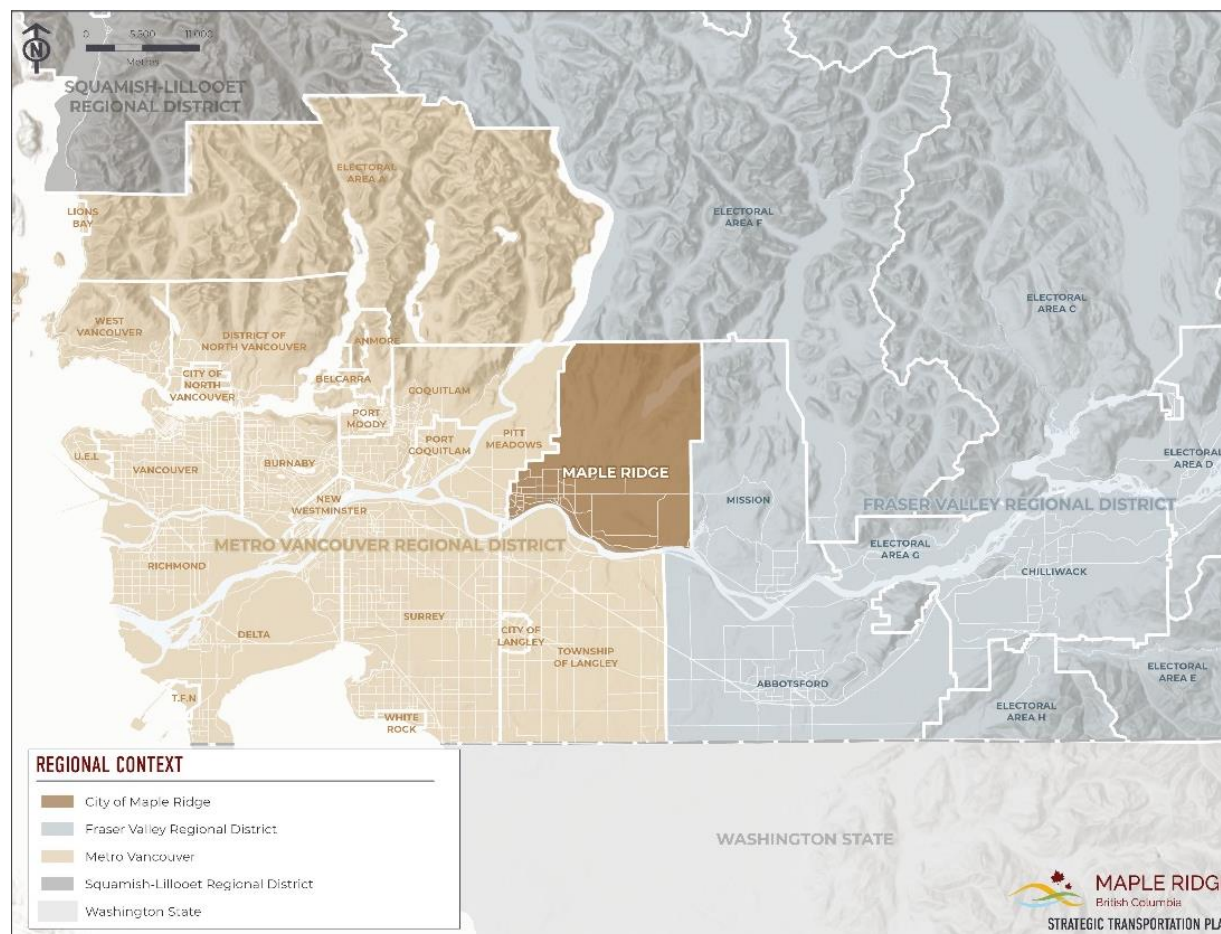 N
0 5,500 11,000
Metres
SQUAMISH-LILLOOET
REGIONAL DISTRICT
ELECTORAL
AREA A
LIONS
BAY
ELECTORAL
AREA F
ELECTORAL
AREA C
WEST
VANCOUVER
DISTRICT OF
NORTH VANCOUVER
ANMORE
CITY OF
NORTH
VANCOUVER
BELCARRA
COQUITLAM
PORT
MOODY
PORT
COQUITLAM
PITT
MEADOWS
U.E.L
VANCOUVER
BURNABY
NEW
WESTMINSTER
MAPLE RIDGE
MISSION
ELECTORAL
AREA D
FRASER VALLEY REGIONAL DISTRICT
METRO VANCOUVER REGIONAL DISTRICT
ELECTORAL
AREA G
RICHMOND
CHILLIWACK
DELTA
SURREY
CITY OF
LANGLEY
TOWNSHIP
OF LANGLEY
T.F.N
WHITE
ROCK
ABBOTSFORD
ELECTORAL
AREA E
ELECTORAL
AREA H
REGIONAL CONTEXT
City of Maple Ridge
Fraser Valley Regional District
Metro Vancouver
Squamish-Lillooet Regional District
Washington State
WASHINGTON STATE
MAPLE RIDG
British Columbia
STRATEGIC TRANSPORTATION PLA